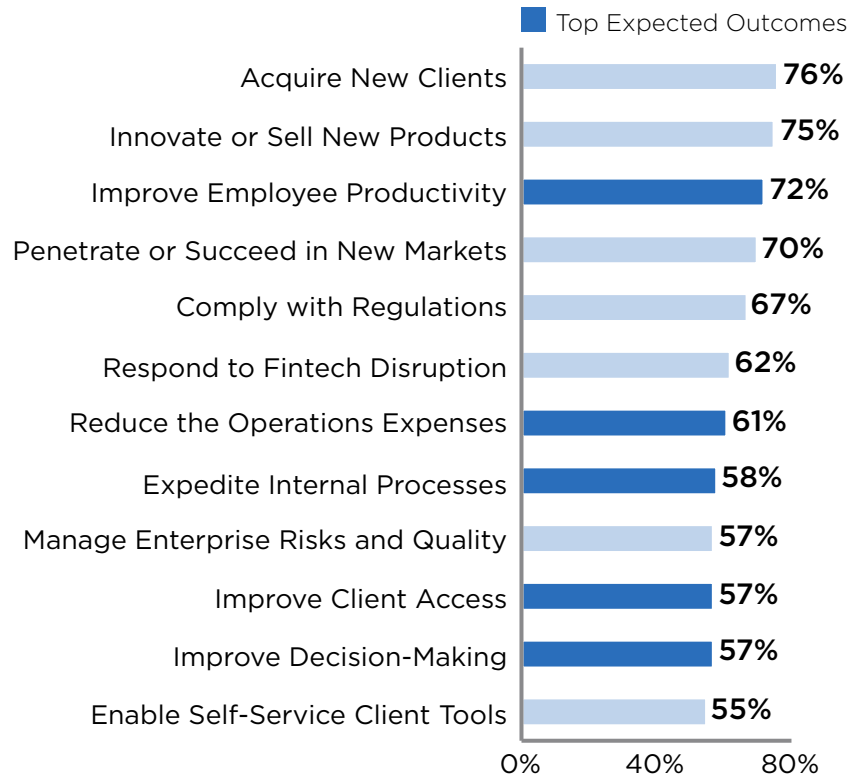 Top Expected Outcomes
Acquire New Clients 76%
Innovate or Sell New Products 75%
Improve Employee Productivity 72%
Penetrate or Succeed in New Markets 70%
Comply with Regulations 67%
Respond to Fintech Disruption 62%
Reduce the Operations Expenses 61%
Expedite Internal Processes 58%
Manage Enterprise Risks and Quality 57%
Improve Client Access 57%
Improve Decision-Making 57%
Enable Self-Service Client Tools 55%
0% 40% 80%